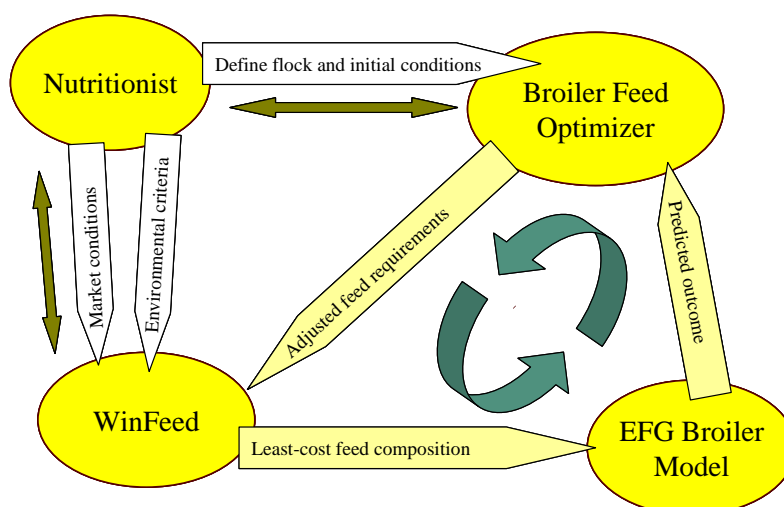 Nutritionist
Define flock and initial conditions
Broiler Feed
Optimizer
Market conditions
Environmental criteria
Adjusted feed requirements
Predicted outcome
WinFeed
Least-cost feed composition
EFG Broiler
Model